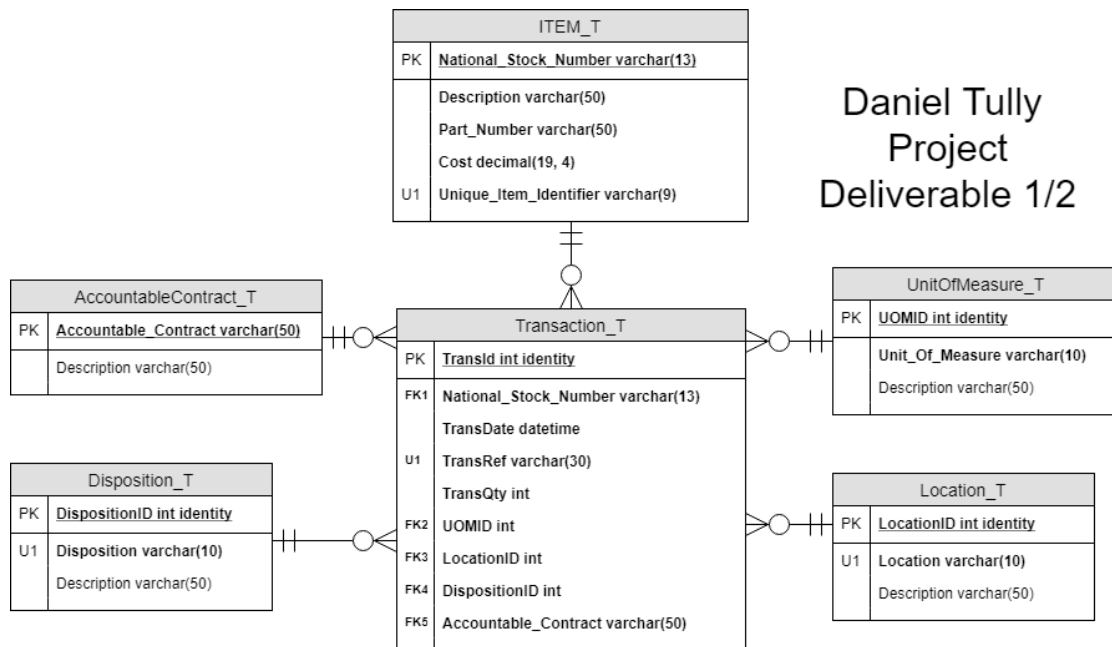 ITEM_T
PK National_Stock_Number varchar(13)
Description varchar(50)
Part_Number varchar(50)
Cost decimal(19, 4)
U1 Unique_Item_Identifier varchar(9)
Daniel Tully
Project
Deliverable 1/2
AccountableContract_T
PK Accountable_Contract varchar(50)
Description varchar(50)
Transaction_T
PK TransId int identity
FK1 National_Stock_Number varchar(13)
TransDate datetime
U1 TransRef varchar(30)
TransQty int
FK2 UOMID int
FK3 LocationID int
FK4 DispositionID int
FK5 Accountable_Contract varchar(50)
UnitOfMeasure_T
PK UOMID int identity
Unit_Of_Measure varchar(10)
Description varchar(50)
Disposition_T
PK DispositionID int identity
U1 Disposition varchar(10)
Description varchar(50)
Location_T
PK LocationID int identity
U1 Location varchar(10)
Description varchar(50)